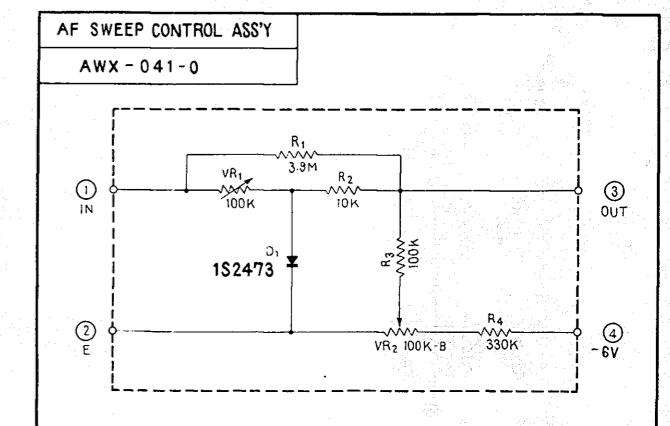 AF SWEEP CONTROL ASS'Y
AWX-041-0
R1
3.9M
VR1
100K
R2
10K
① IN
③ OUT
R3
100K
D1
1S2473
② E
VR2 100K-B
R4
330K
④ -6V